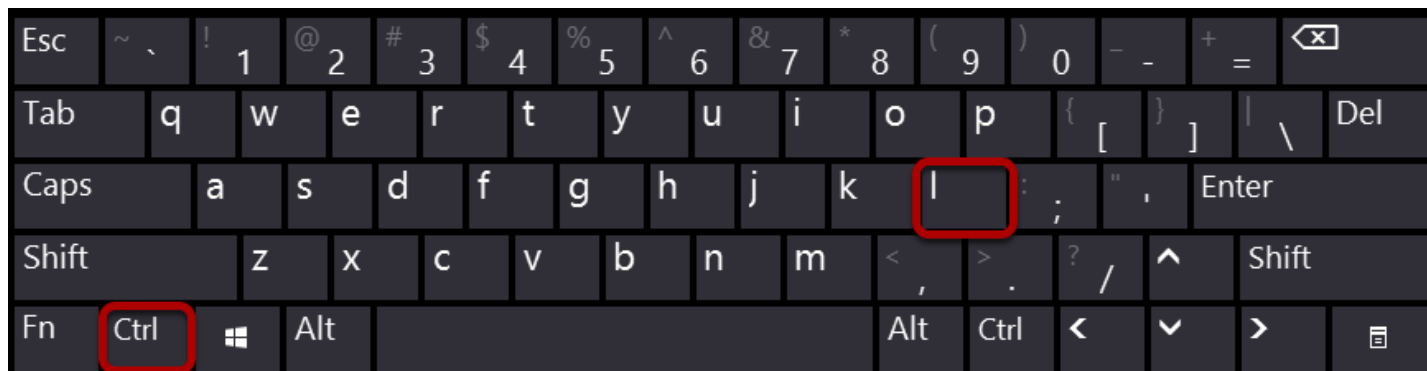 Esc ~ ` ! 1 @ 2 # 3 $ 4 % 5 ^ 6 & 7 * 8 ( 9 ) 0 _ - + =
Tab q w e r t y u i o p { [ } ] | \ Del
Caps a s d f g h j k l : ; " ' Enter
Shift z x c v b n m < , > . ? / Shift
Fn Ctrl Alt Alt Ctrl